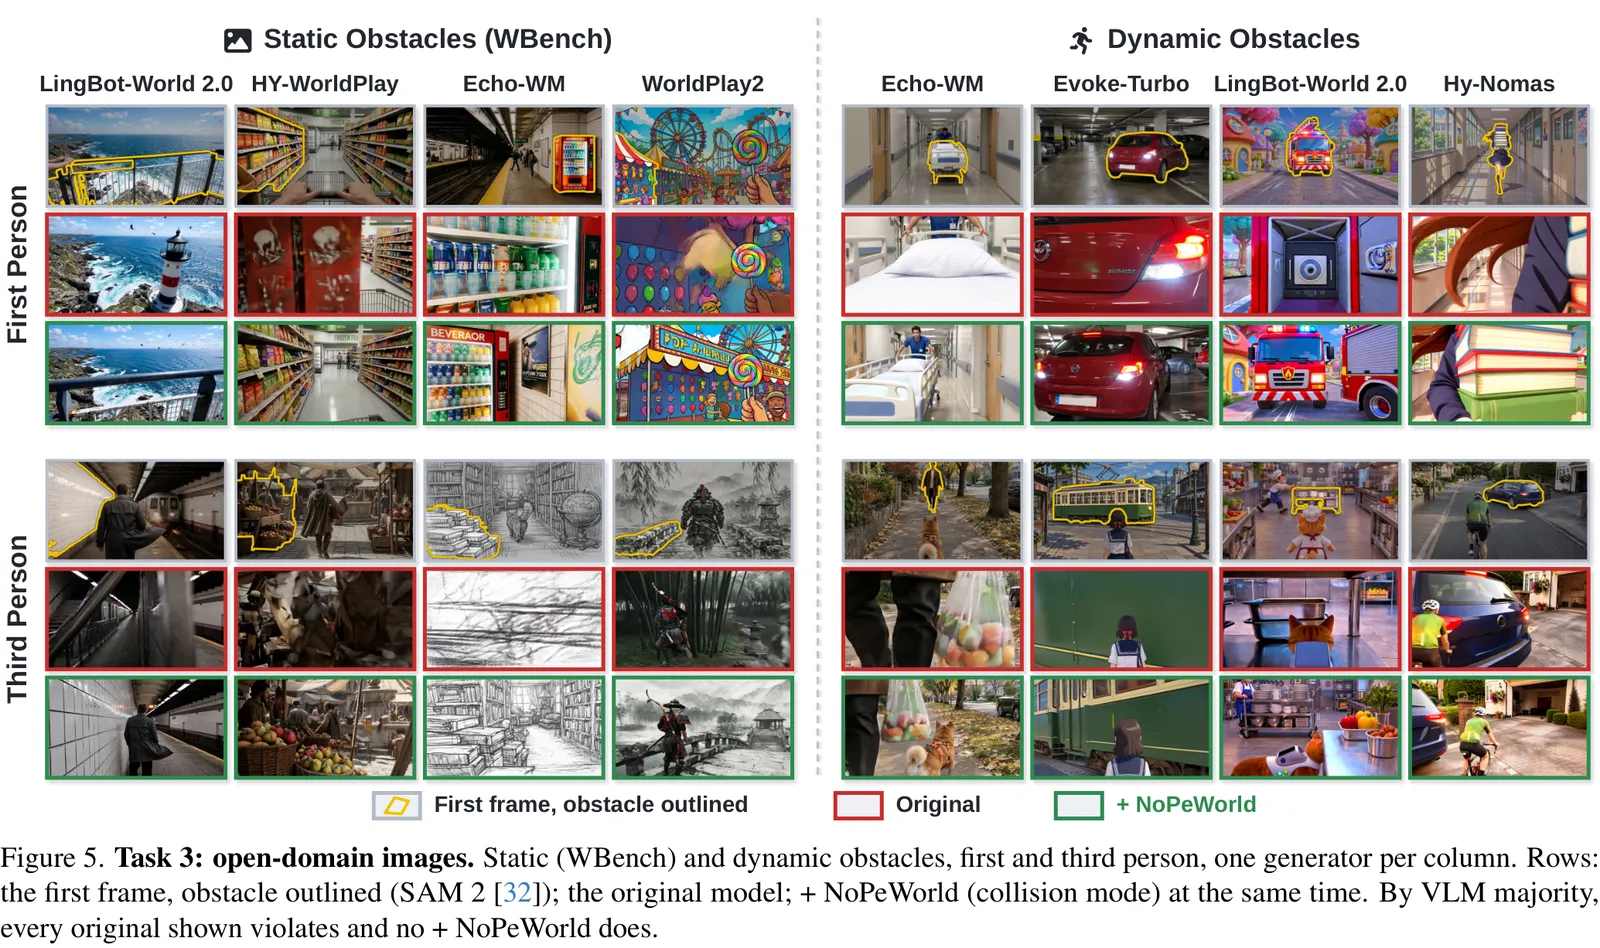 Static Obstacles (WBench)
Dynamic Obstacles
LingBot-World 2.0 HY-WorldPlay Echo-WM WorldPlay2
Echo-WM Evoke-Turbo LingBot-World 2.0 Hy-Nomas
First Person
BEVERAOR
Third Person
First frame, obstacle outlined
Original
+ NoPeWorld
Figure 5. Task 3: open-domain images. Static (WBench) and dynamic obstacles, first and third person, one generator per column. Rows:
the first frame, obstacle outlined (SAM 2 [32]); the original model; + NoPeWorld (collision mode) at the same time. By VLM majority,
every original shown violates and no + NoPeWorld does.